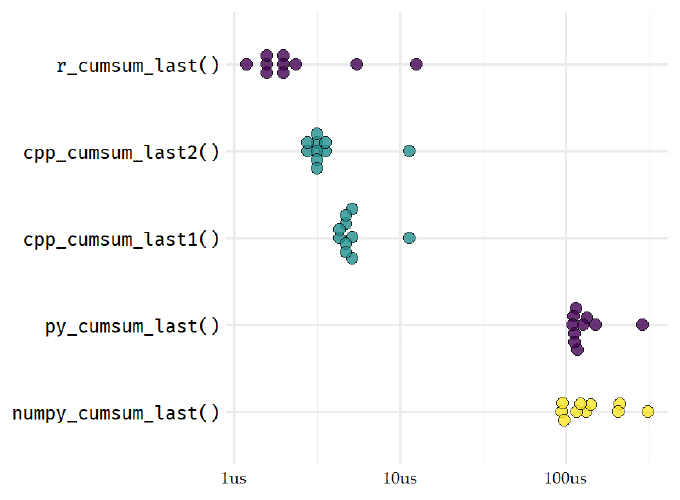 r_cumsum_last()
cpp_cumsum_last2()
cpp_cumsum_last1()
py_cumsum_last()
numpy_cumsum_last()
1us 10us 100us